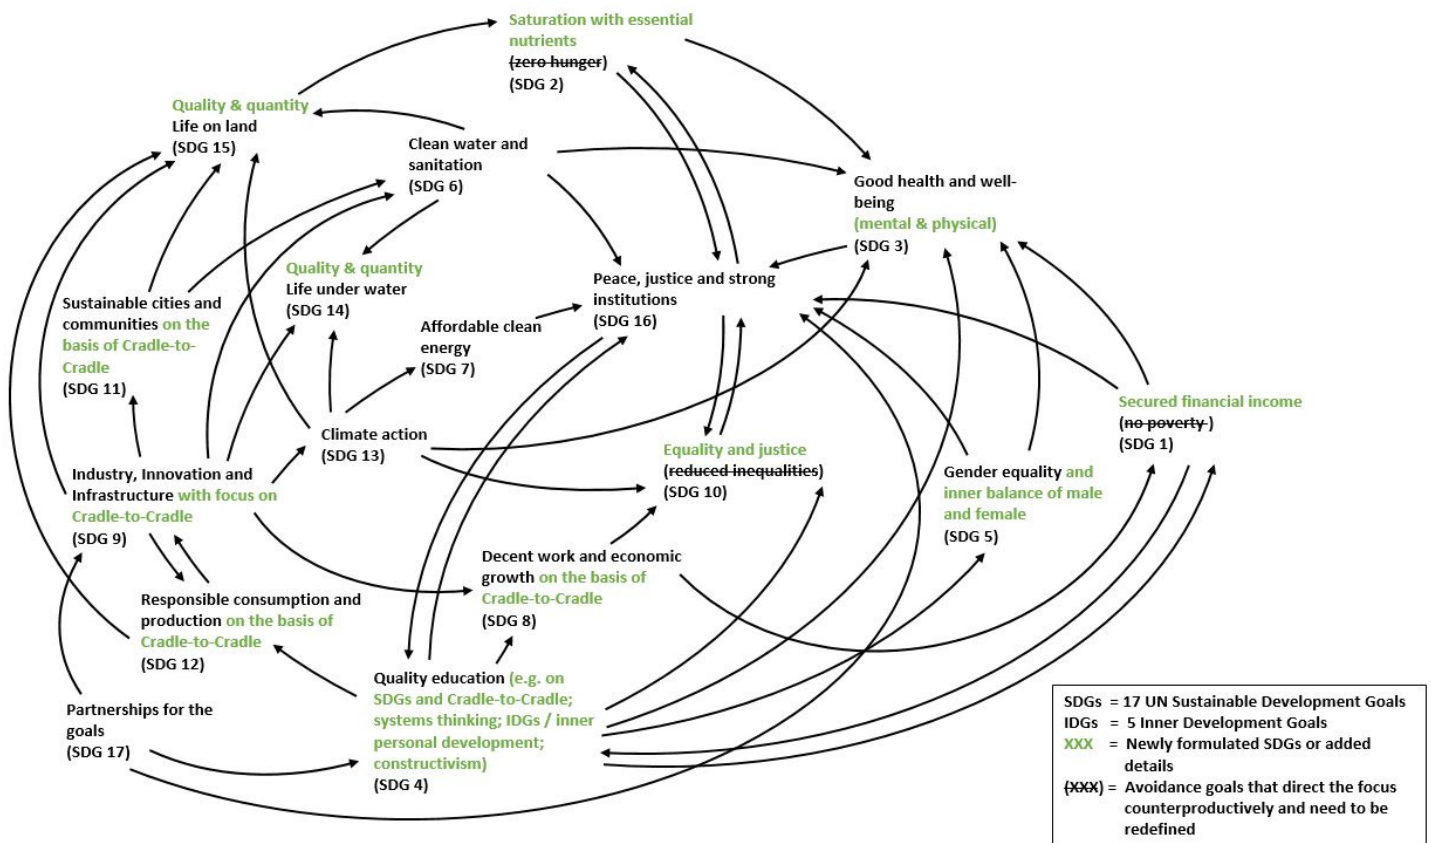 Saturation with essential
nutrients
(zero hunger)
(SDG 2)
Quality & quantity
Life on land
(SDG 15)
Clean water and
sanitation
(SDG 6)
Good health and well-
being
(mental & physical)
(SDG 3)
Quality & quantity
Life under water
(SDG 14)
Peace, justice and strong
institutions
(SDG 16)
Sustainable cities and
communities on the
basis of Cradle-to-
Cradle
(SDG 11)
Affordable clean
energy
(SDG 7)
Secured financial income
(no poverty )
(SDG 1)
Climate action
(SDG 13)
Equality and justice
(reduced inequalities)
(SDG 10)
Gender equality and
inner balance of male
and female
(SDG 5)
Industry, Innovation and
Infrastructure with focus on
Cradle-to-Cradle
(SDG 9)
Decent work and economic
growth on the basis of
Cradle-to-Cradle
(SDG 8)
Responsible consumption and
production on the basis of
Cradle-to-Cradle
(SDG 12)
Quality education (e.g. on
SDGs and Cradle-to-Cradle;
systems thinking; IDGs / inner
personal development;
constructivism)
(SDG 4)
Partnerships for the
goals
(SDG 17)
SDGs = 17 UN Sustainable Development Goals
IDGs = 5 Inner Development Goals
XXX = Newly formulated SDGs or added
details
(XXX) = Avoidance goals that direct the focus
counterproductively and need to be
redefined